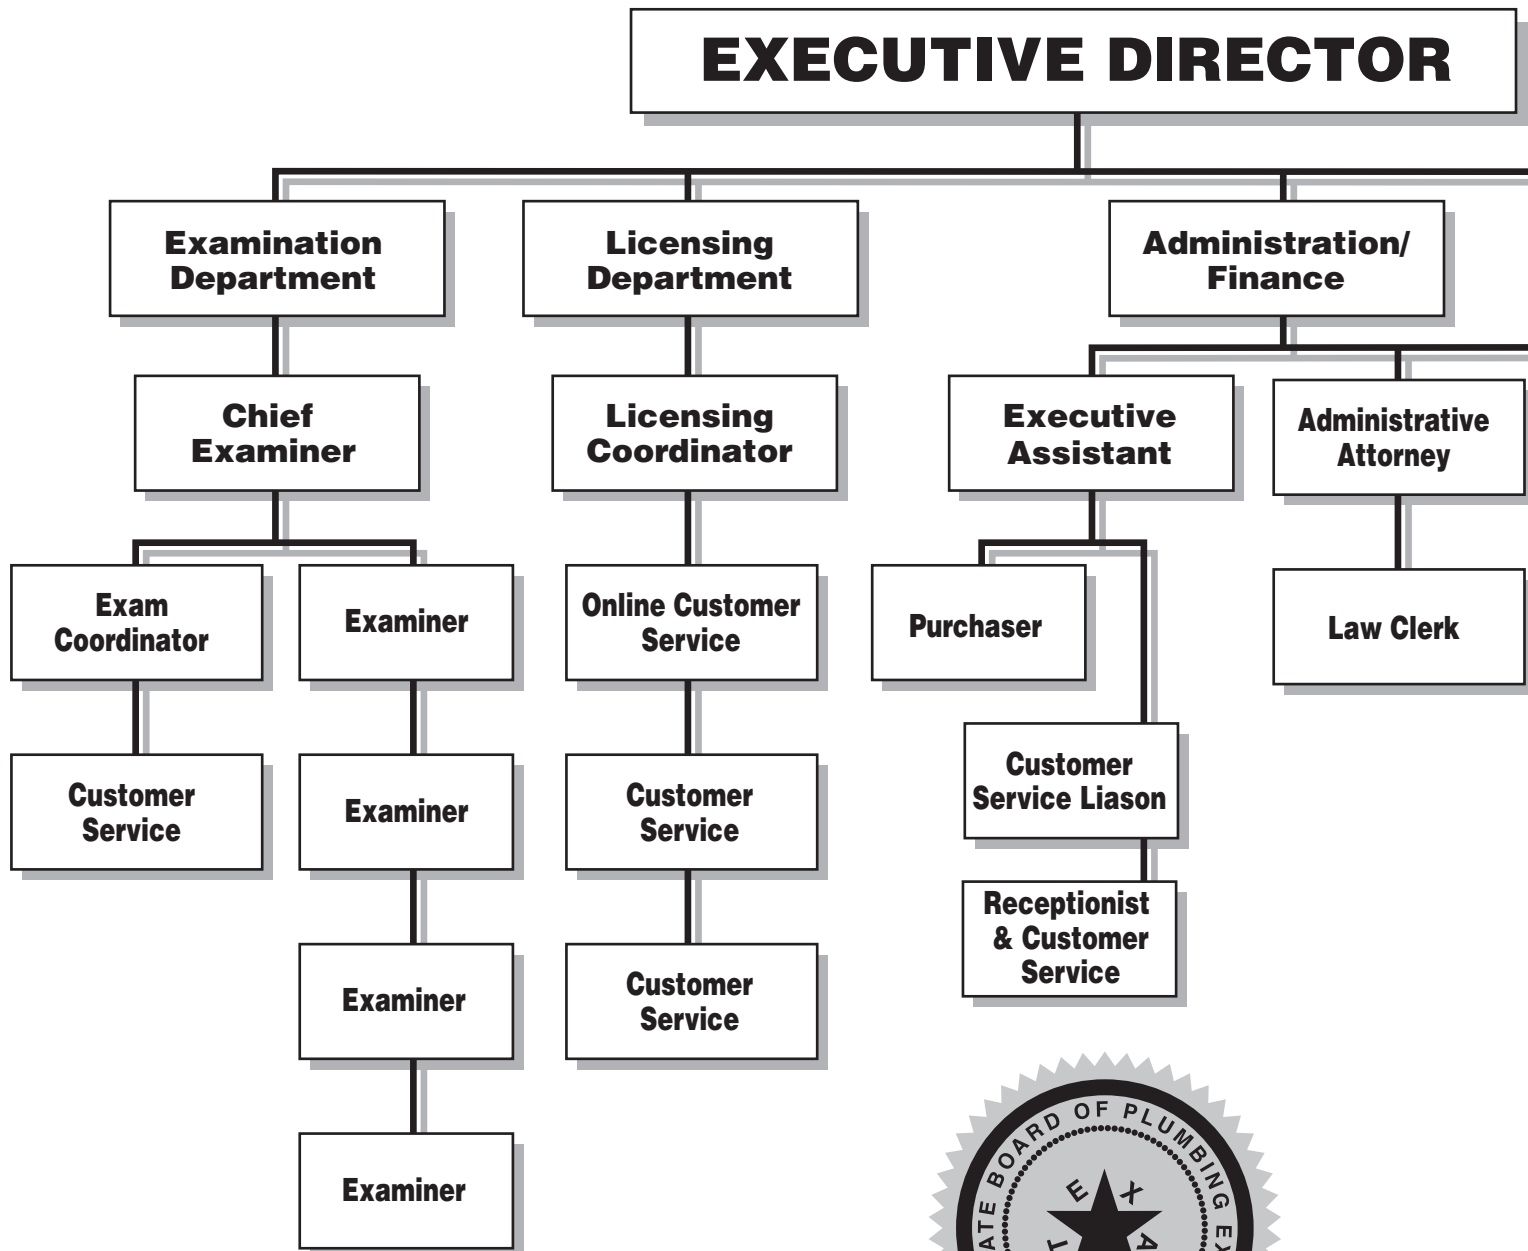 EXECUTIVE DIRECTOR
Examination
Department
Licensing
Department
Administration/
Finance
Chief
Examiner
Licensing
Coordinator
Executive
Assistant
Administrative
Attorney
Exam
Coordinator
Examiner
Online Customer
Service
Purchaser
Law Clerk
Customer
Service
Examiner
Customer
Service
Customer
Service Liason
Receptionist
& Customer
Service
Examiner
Customer
Service
Examiner
ATE BOARD OF PLUMBING EX
T E X A